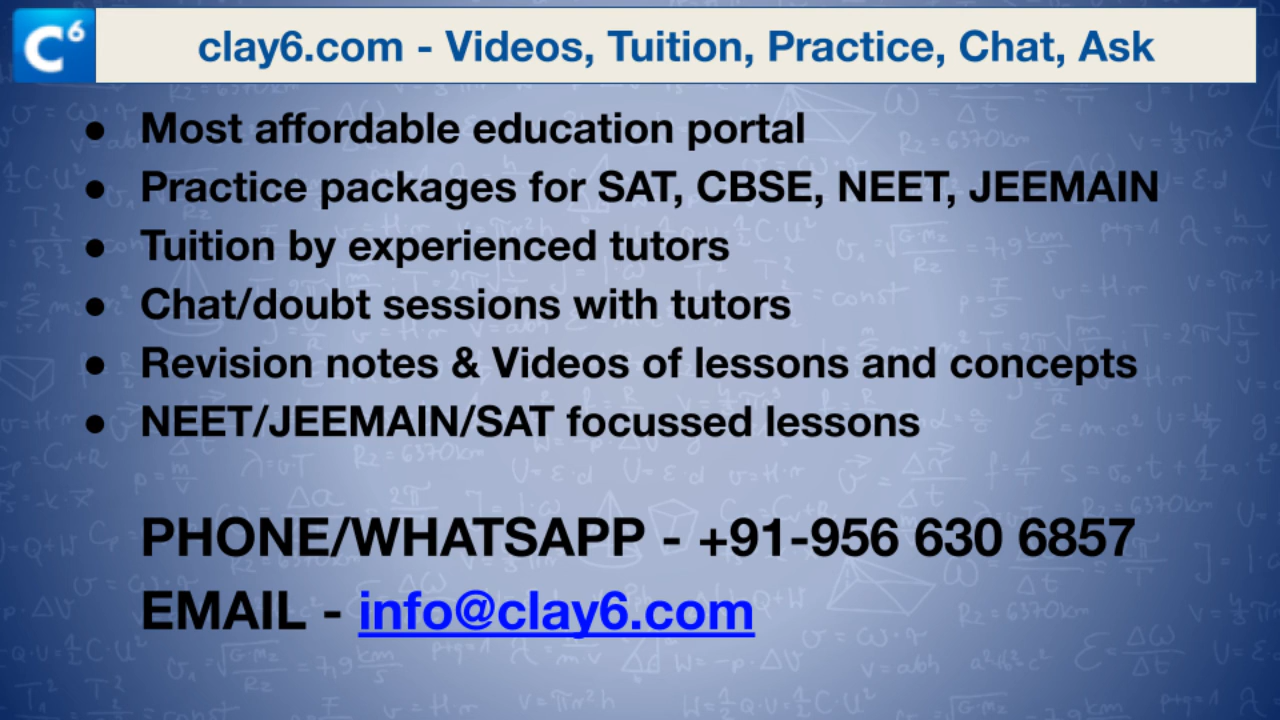 C6
clay6.com - Videos, Tuition, Practice, Chat, Ask
● Most affordable education portal
● Practice packages for SAT, CBSE, NEET, JEEMAIN
● Tuition by experienced tutors
● Chat/doubt sessions with tutors
● Revision notes & Videos of lessons and concepts
● NEET/JEEMAIN/SAT focussed lessons
PHONE/WHATSAPP - +91-956 630 6857
EMAIL - info@clay6.com